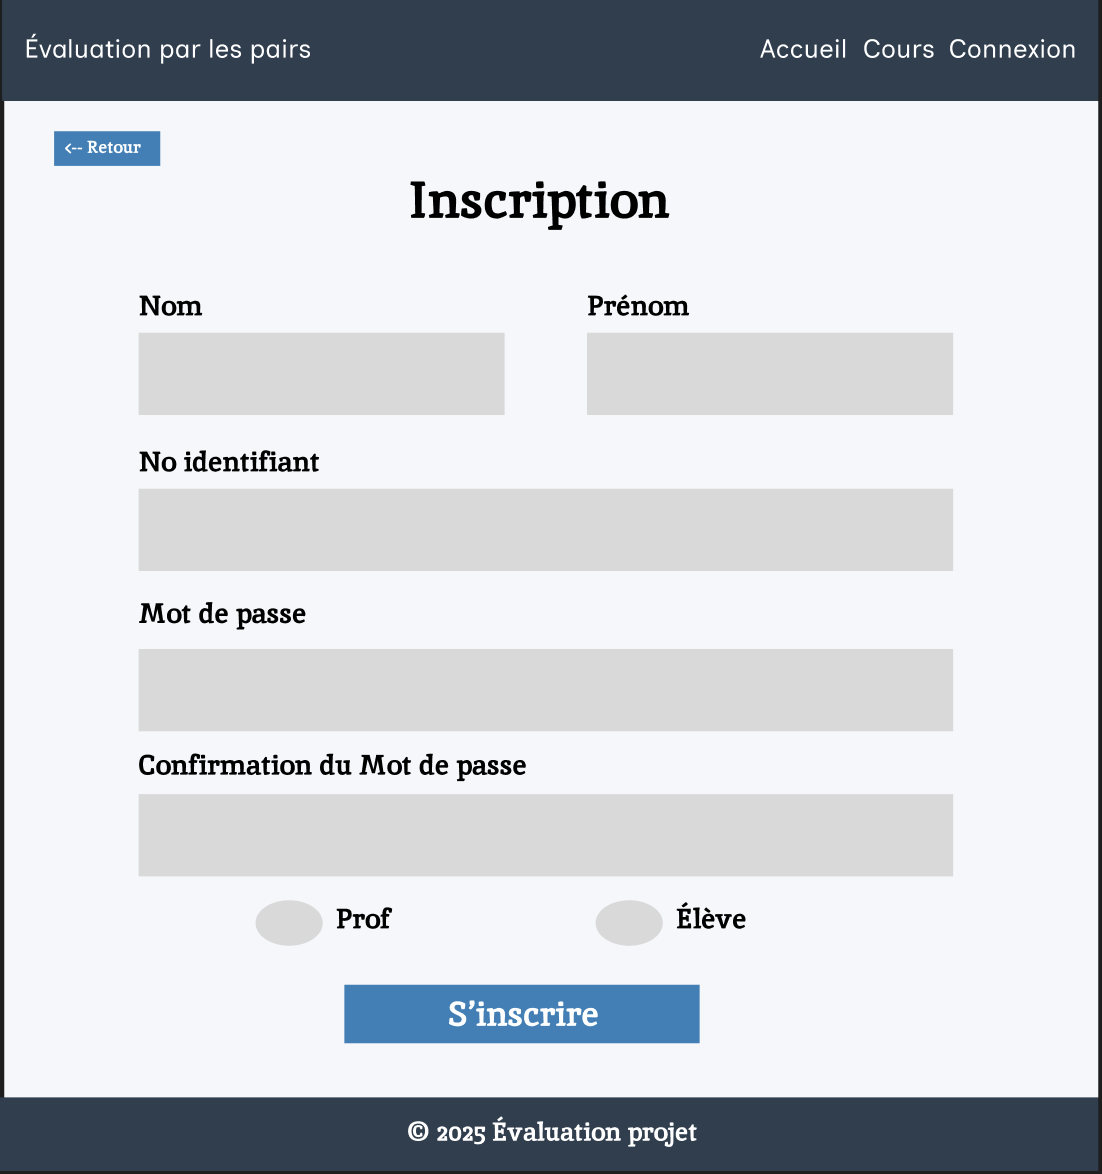 Évaluation par les pairs
Accueil Cours Connexion
<-- Retour
Inscription
Nom
Prénom
No identifiant
Mot de passe
Confirmation du Mot de passe
Prof
Élève
S’inscrire
© 2025 Évaluation projet